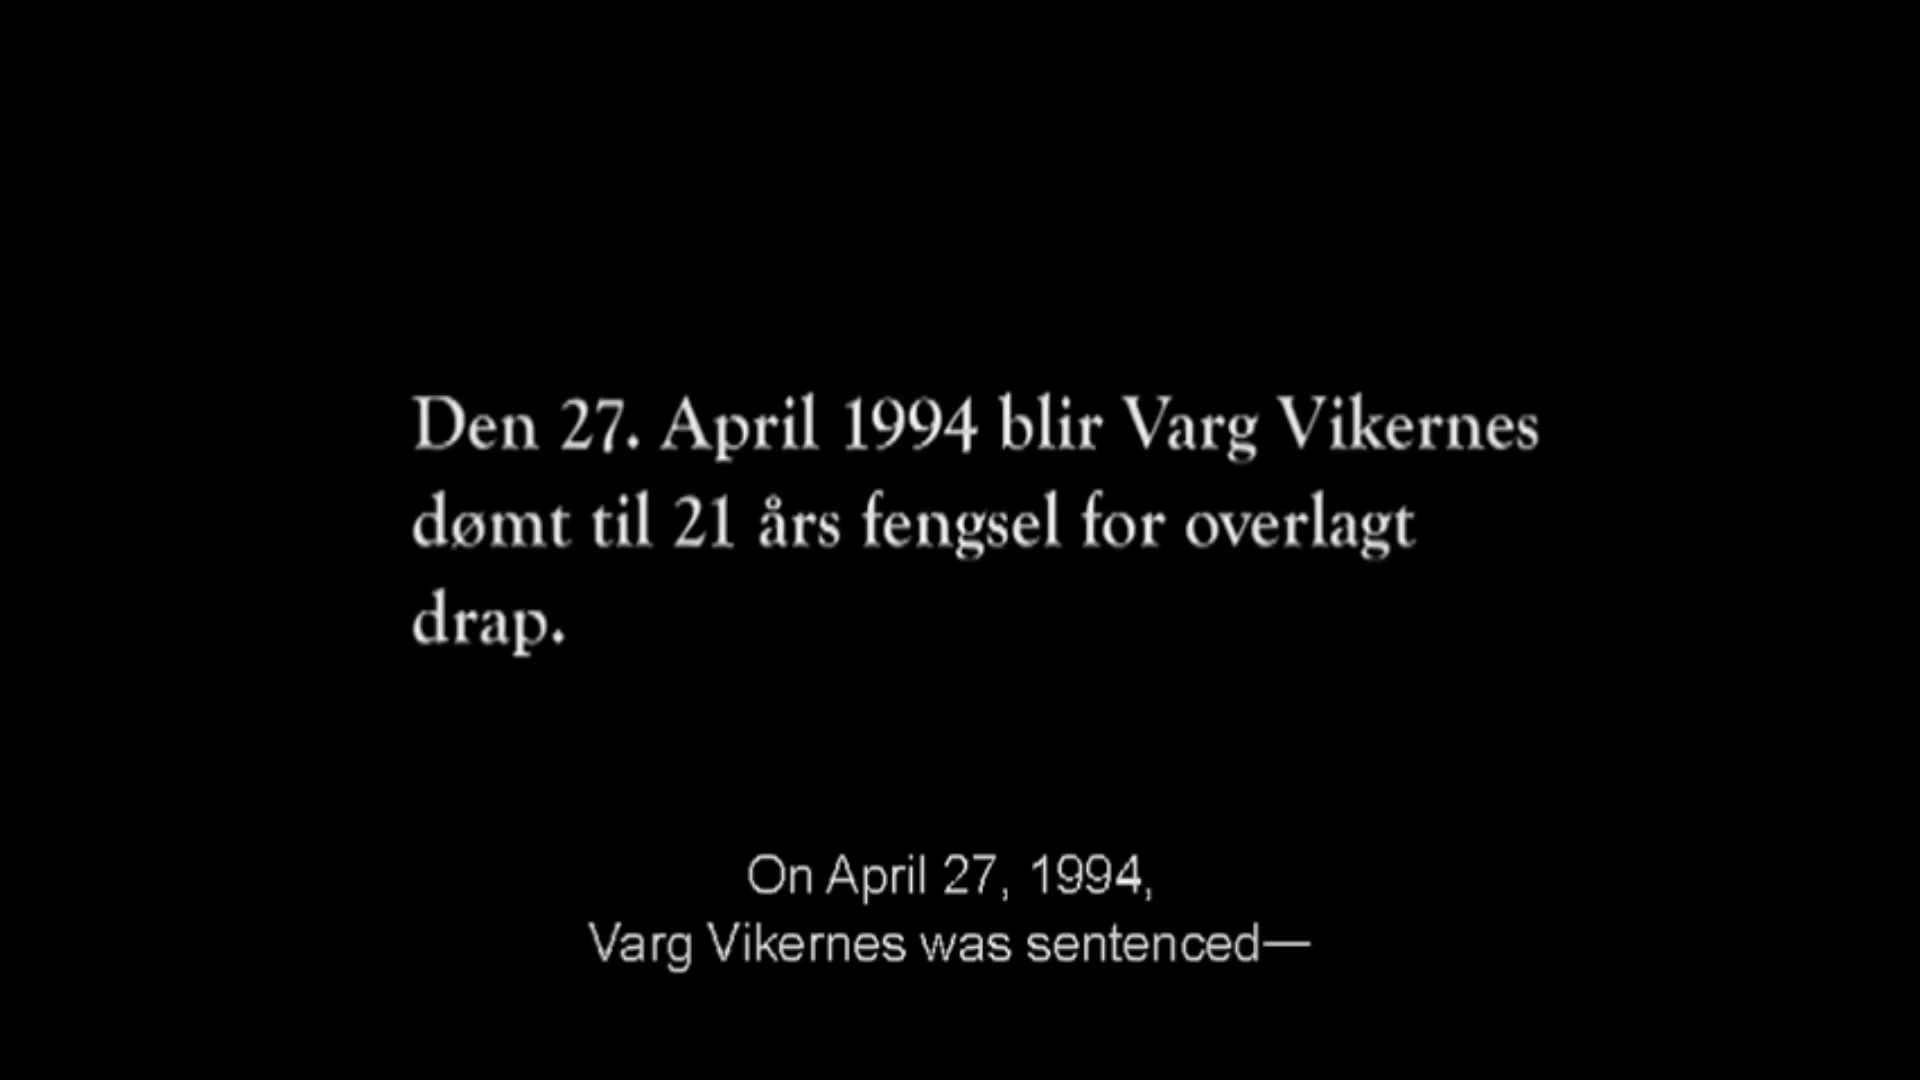 Den 27. April 1994 blir Varg Vikernes
dømt til 21 års fengsel for overlagt
drap.
On April 27, 1994,
Varg Vikernes was sentenced—